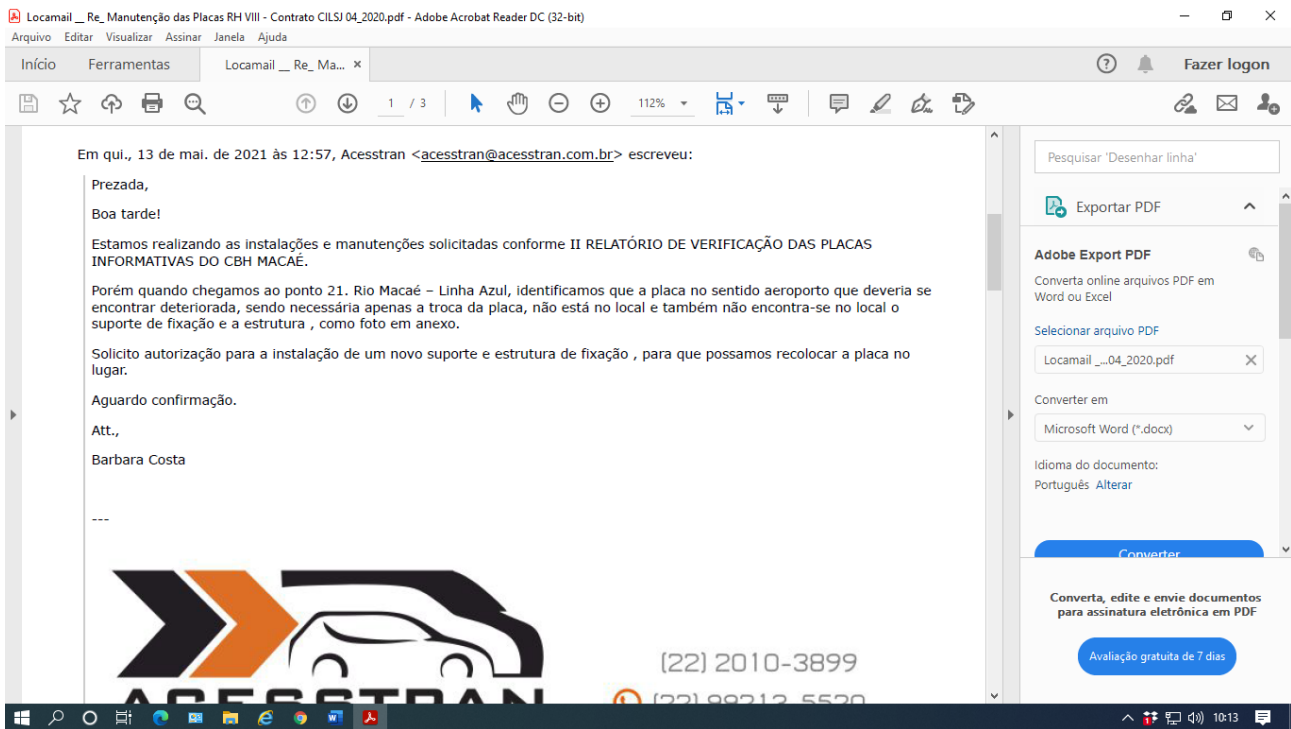 Locamail __ Re_ Manutenção das Placas RH VIII - Contrato CILSJ 04_2020.pdf - Adobe Acrobat Reader DC (32-bit)
Arquivo Editar Visualizar Assinar Janela Ajuda
Início Ferramentas Locamail __ Re_ Ma... × Fazer logon
1 / 3 112%
Em qui., 13 de mai. de 2021 às 12:57, Acesstran <acesstran@acesstran.com.br> escreveu:
Prezada,
Boa tarde!
Estamos realizando as instalações e manutenções solicitadas conforme II RELATÓRIO DE VERIFICAÇÃO DAS PLACAS
INFORMATIVAS DO CBH MACAÉ.
Porém quando chegamos ao ponto 21. Rio Macaé – Linha Azul, identificamos que a placa no sentido aeroporto que deveria se
encontrar deteriorada, sendo necessária apenas a troca da placa, não está no local e também não encontra-se no local o
suporte de fixação e a estrutura , como foto em anexo.
Solicito autorização para a instalação de um novo suporte e estrutura de fixação , para que possamos recolocar a placa no
lugar.
Aguardo confirmação.
Att.,
Barbara Costa
---
ACESSTRAN
(22) 2010-3899
(22) 99212-5520
Pesquisar 'Desenhar linha'
Exportar PDF
Adobe Export PDF
Converta online arquivos PDF em
Word ou Excel
Selecionar arquivo PDF
Locamail _...04_2020.pdf
Converter em
Microsoft Word (*.docx)
Idioma do documento:
Português Alterar
Converter
Converta, edite e envie documentos
para assinatura eletrônica em PDF
Avaliação gratuita de 7 dias
10:13